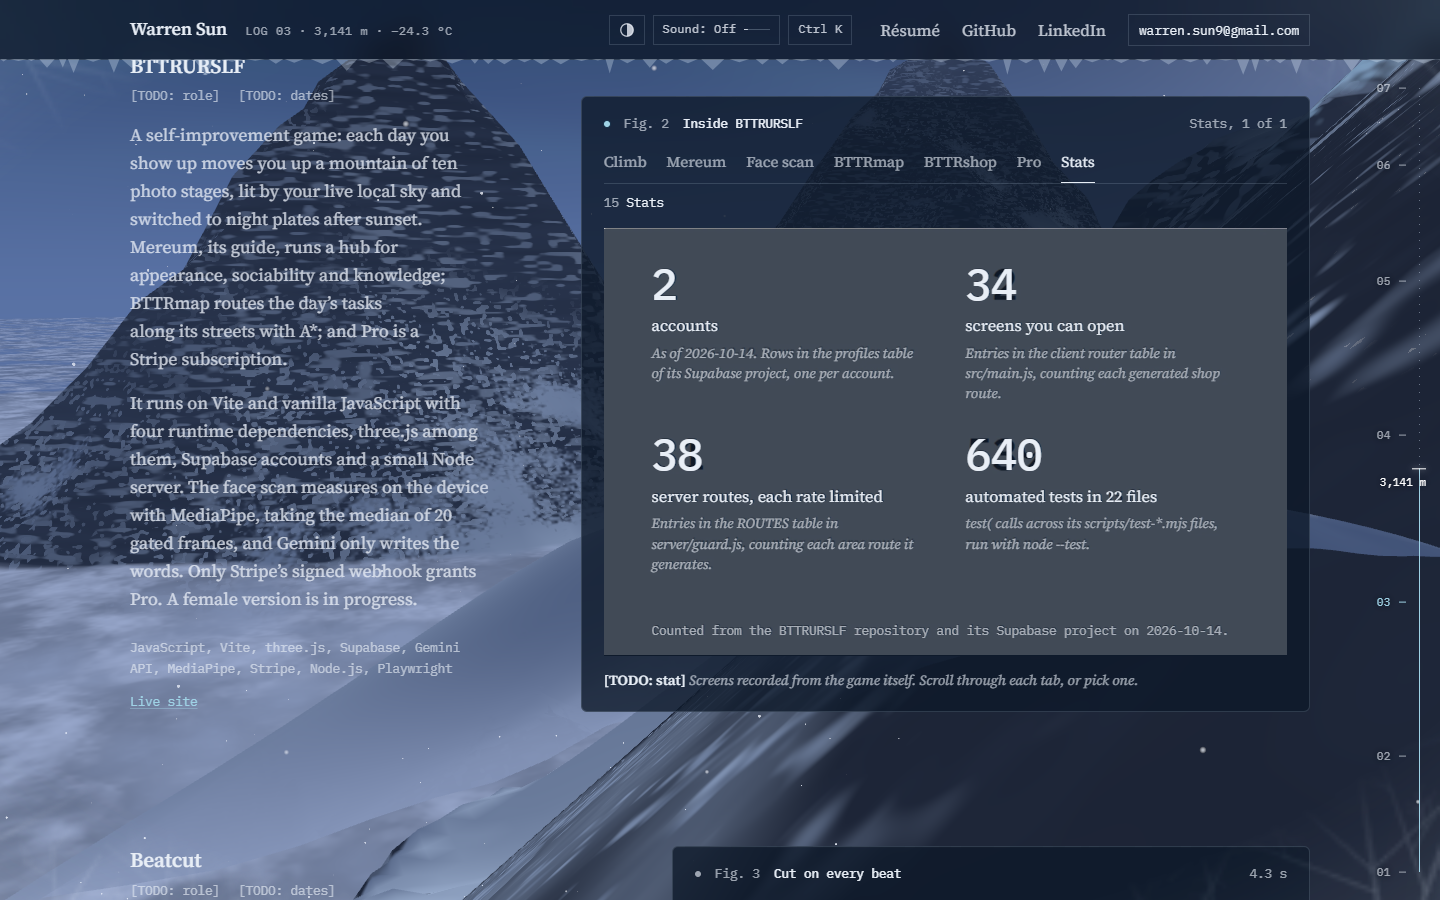 Warren Sun
LOG 03 · 3,141 m · −24.3 °C
Sound: Off
Ctrl K
Résumé
GitHub
LinkedIn
warren.sun9@gmail.com
BTTRURSLF
[TODO: role] [TODO: dates]
A self-improvement game: each day you
show up moves you up a mountain of ten
photo stages, lit by your live local sky and
switched to night plates after sunset.
Mereum, its guide, runs a hub for
appearance, sociability and knowledge;
BTTRmap routes the day’s tasks
along its streets with A*; and Pro is a
Stripe subscription.
It runs on Vite and vanilla JavaScript with
four runtime dependencies, three.js among
them, Supabase accounts and a small Node
server. The face scan measures on the device
with MediaPipe, taking the median of 20
gated frames, and Gemini only writes the
words. Only Stripe’s signed webhook grants
Pro. A female version is in progress.
JavaScript, Vite, three.js, Supabase, Gemini
API, MediaPipe, Stripe, Node.js, Playwright
Live site
Fig. 2 Inside BTTRURSLF
Stats, 1 of 1
Climb Mereum Face scan BTTRmap BTTRshop Pro Stats
15 Stats
2
accounts
As of 2026-10-14. Rows in the profiles table
of its Supabase project, one per account.
34
screens you can open
Entries in the client router table in
src/main.js, counting each generated shop
route.
38
server routes, each rate limited
Entries in the ROUTES table in
server/guard.js, counting each area route it
generates.
640
automated tests in 22 files
test( calls across its scripts/test-*.mjs files,
run with node --test.
Counted from the BTTRURSLF repository and its Supabase project on 2026-10-14.
[TODO: stat] Screens recorded from the game itself. Scroll through each tab, or pick one.
07
06
05
04
3,141 m
03
02
01
Beatcut
[TODO: role] [TODO: dates]
Fig. 3 Cut on every beat
4.3 s